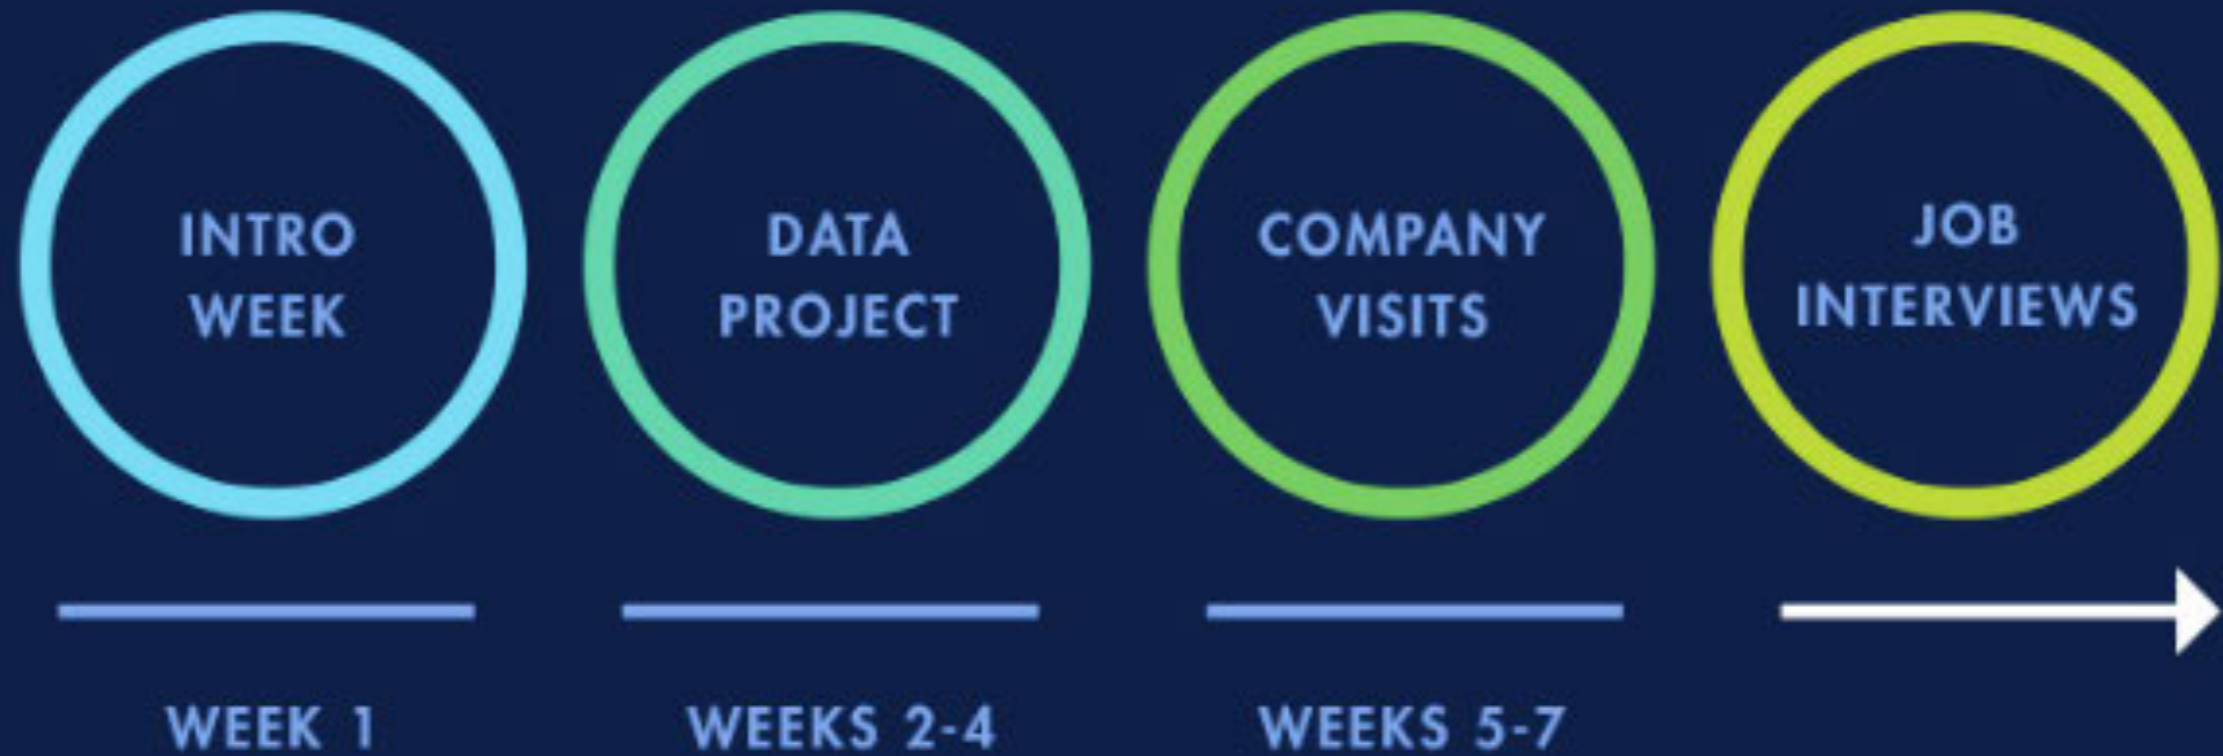 INTRO
WEEK
DATA
PROJECT
COMPANY
VISITS
JOB
INTERVIEWS
WEEK 1
WEEKS 2-4
WEEKS 5-7